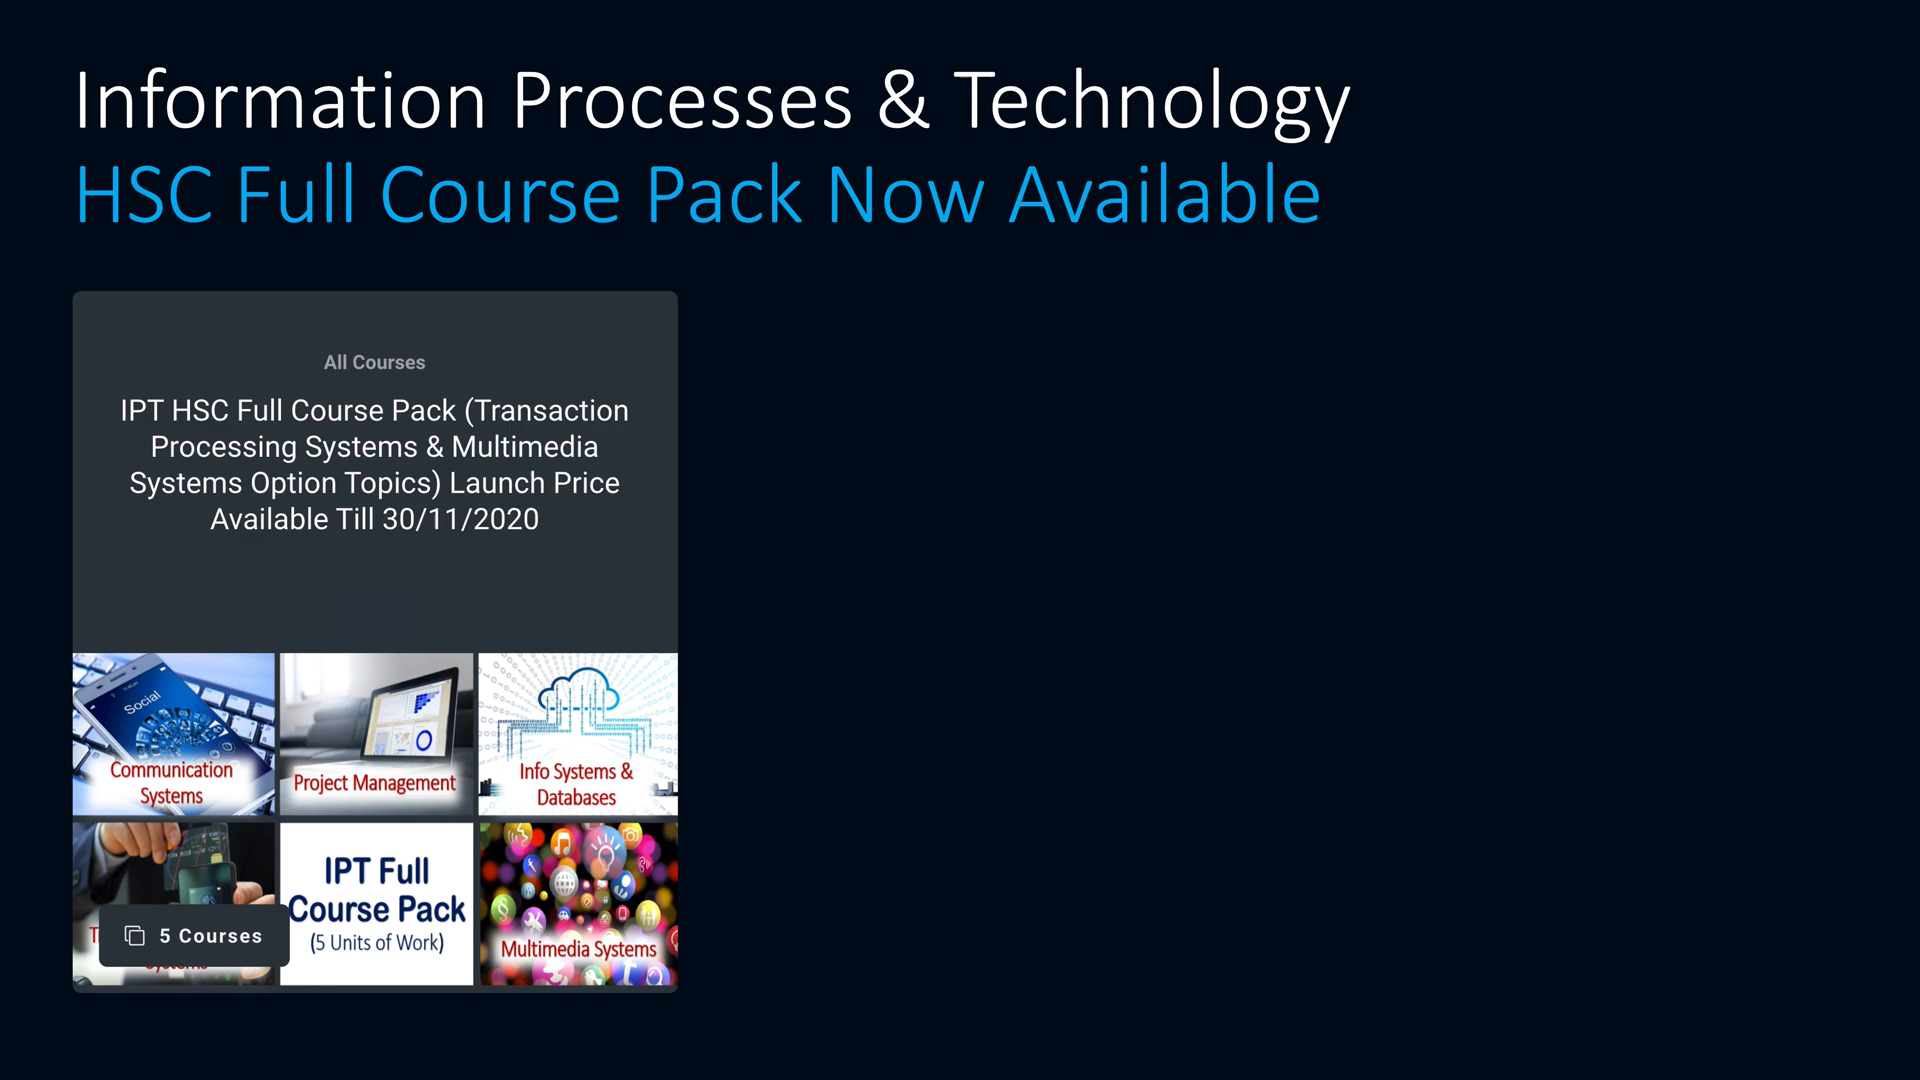 Information Processes & Technology
HSC Full Course Pack Now Available
All Courses
IPT HSC Full Course Pack (Transaction
Processing Systems & Multimedia
Systems Option Topics) Launch Price
Available Till 30/11/2020
Social
Communication
Systems
Project Management
Info Systems &
Databases
5 Courses
IPT Full
Course Pack
(5 Units of Work)
Multimedia Systems